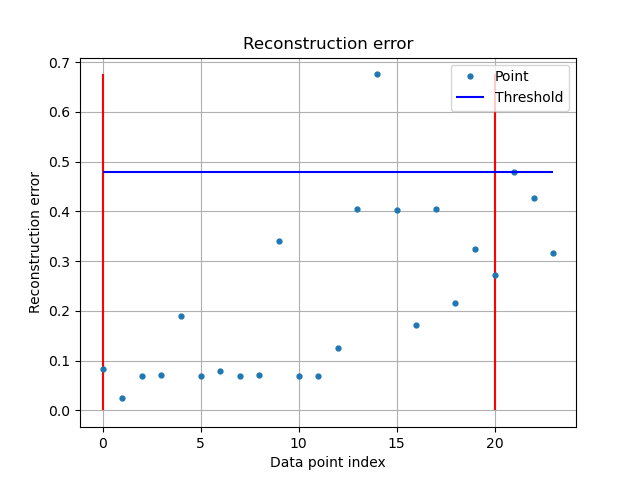 Reconstruction error
Point
Threshold
0.7
0.6
0.5
0.4
0.3
0.2
0.1
0.0
Reconstruction error
0 5 10 15 20
Data point index